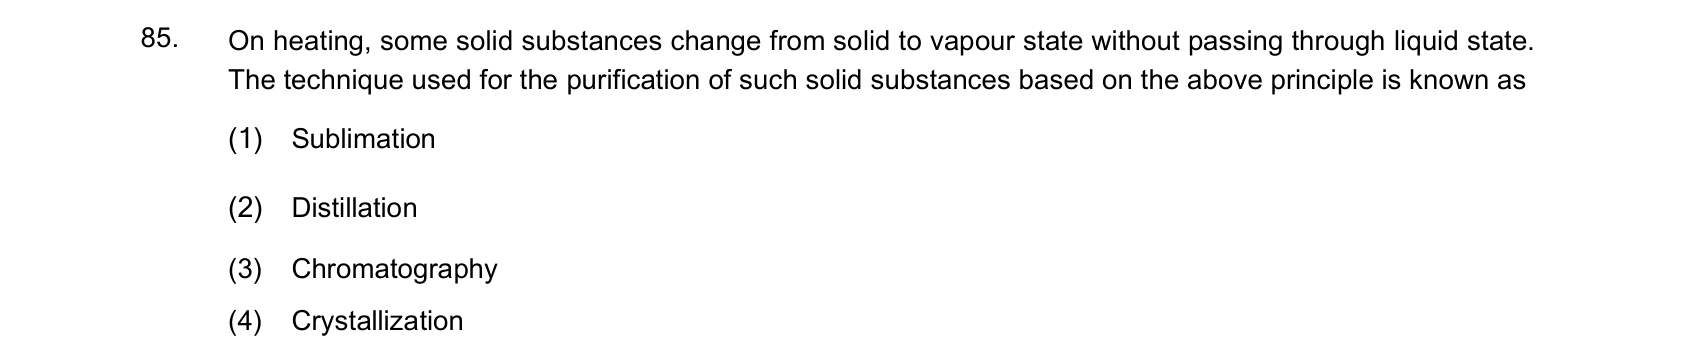 85. On heating, some solid substances change from solid to vapour state without passing through liquid state.
The technique used for the purification of such solid substances based on the above principle is known as
(1) Sublimation
(2) Distillation
(3) Chromatography
(4) Crystallization